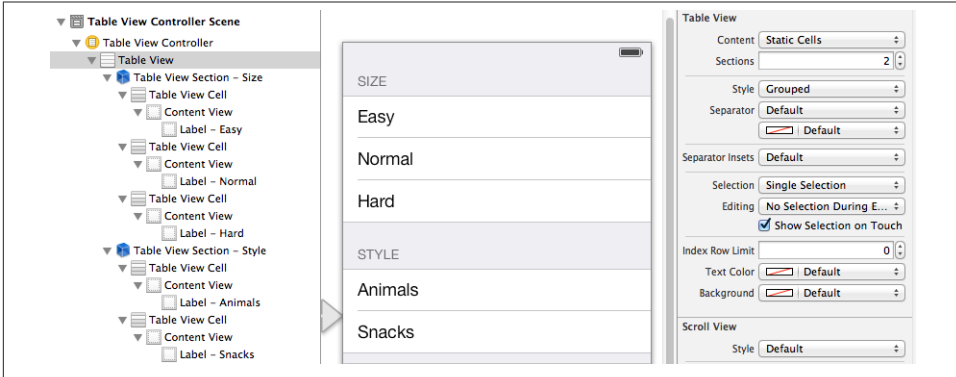 Table View Controller Scene
Table View Controller
Table View
Table View Section – Size
Table View Cell
Content View
Label – Easy
Table View Cell
Content View
Label – Normal
Table View Cell
Content View
Label – Hard
Table View Section – Style
Table View Cell
Content View
Label – Animals
Table View Cell
Content View
Label – Snacks
SIZE
Easy
Normal
Hard
STYLE
Animals
Snacks
Table View
Content Static Cells
Sections 2
Style Grouped
Separator Default
Default
Separator Insets Default
Selection Single Selection
Editing No Selection During E...
Show Selection on Touch
Index Row Limit 0
Text Color Default
Background Default
Scroll View
Style Default